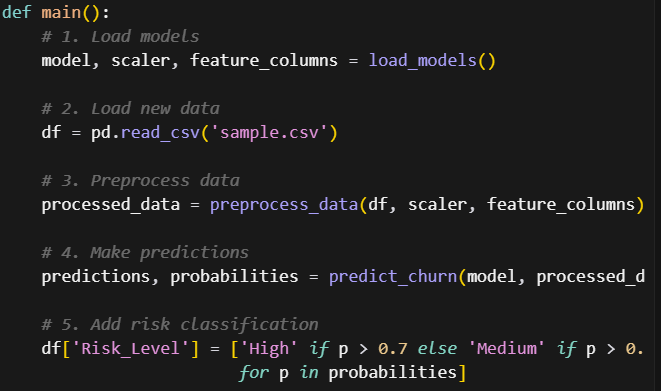 def main():
    # 1. Load models
    model, scaler, feature_columns = load_models()
    # 2. Load new data
    df = pd.read_csv('sample.csv')
    # 3. Preprocess data
    processed_data = preprocess_data(df, scaler, feature_columns)
    # 4. Make predictions
    predictions, probabilities = predict_churn(model, processed_d
    # 5. Add risk classification
    df['Risk_Level'] = ['High' if p > 0.7 else 'Medium' if p > 0.
                       for p in probabilities]